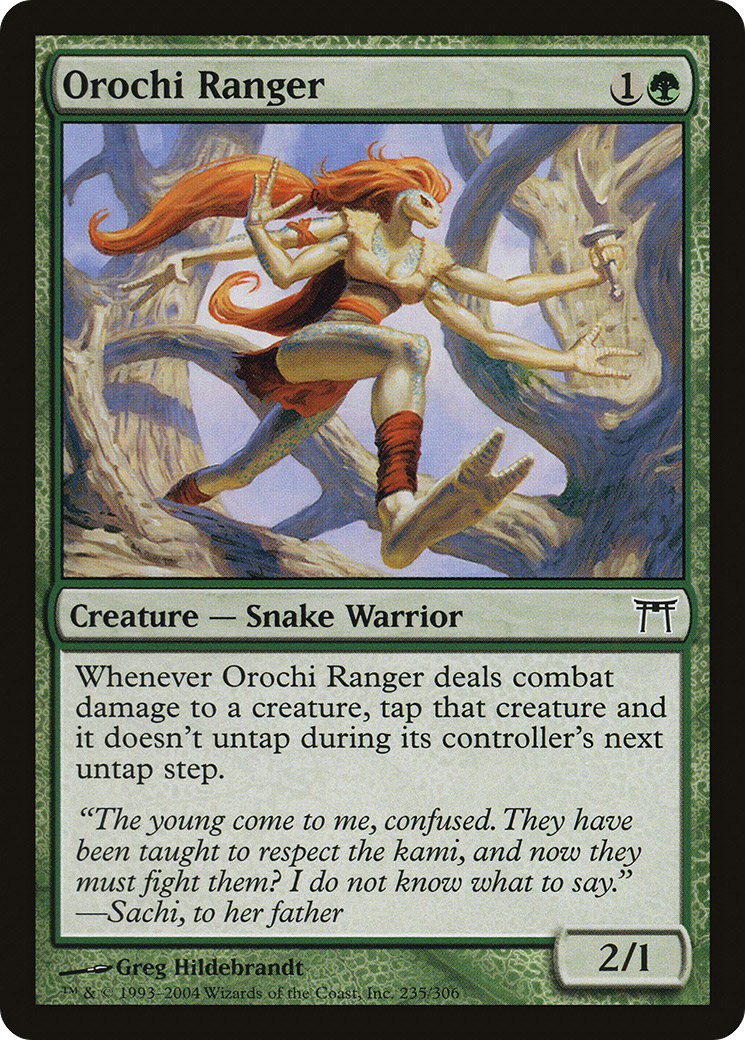 Orochi Ranger
1
Creature — Snake Warrior
Whenever Orochi Ranger deals combat
damage to a creature, tap that creature and
it doesn't untap during its controller's next
untap step.
"The young come to me, confused. They have
been taught to respect the kami, and now they
must fight them? I do not know what to say."
—Sachi, to her father
2/1
Greg Hildebrandt
™ & © 1993–2004 Wizards of the Coast, Inc. 235/306